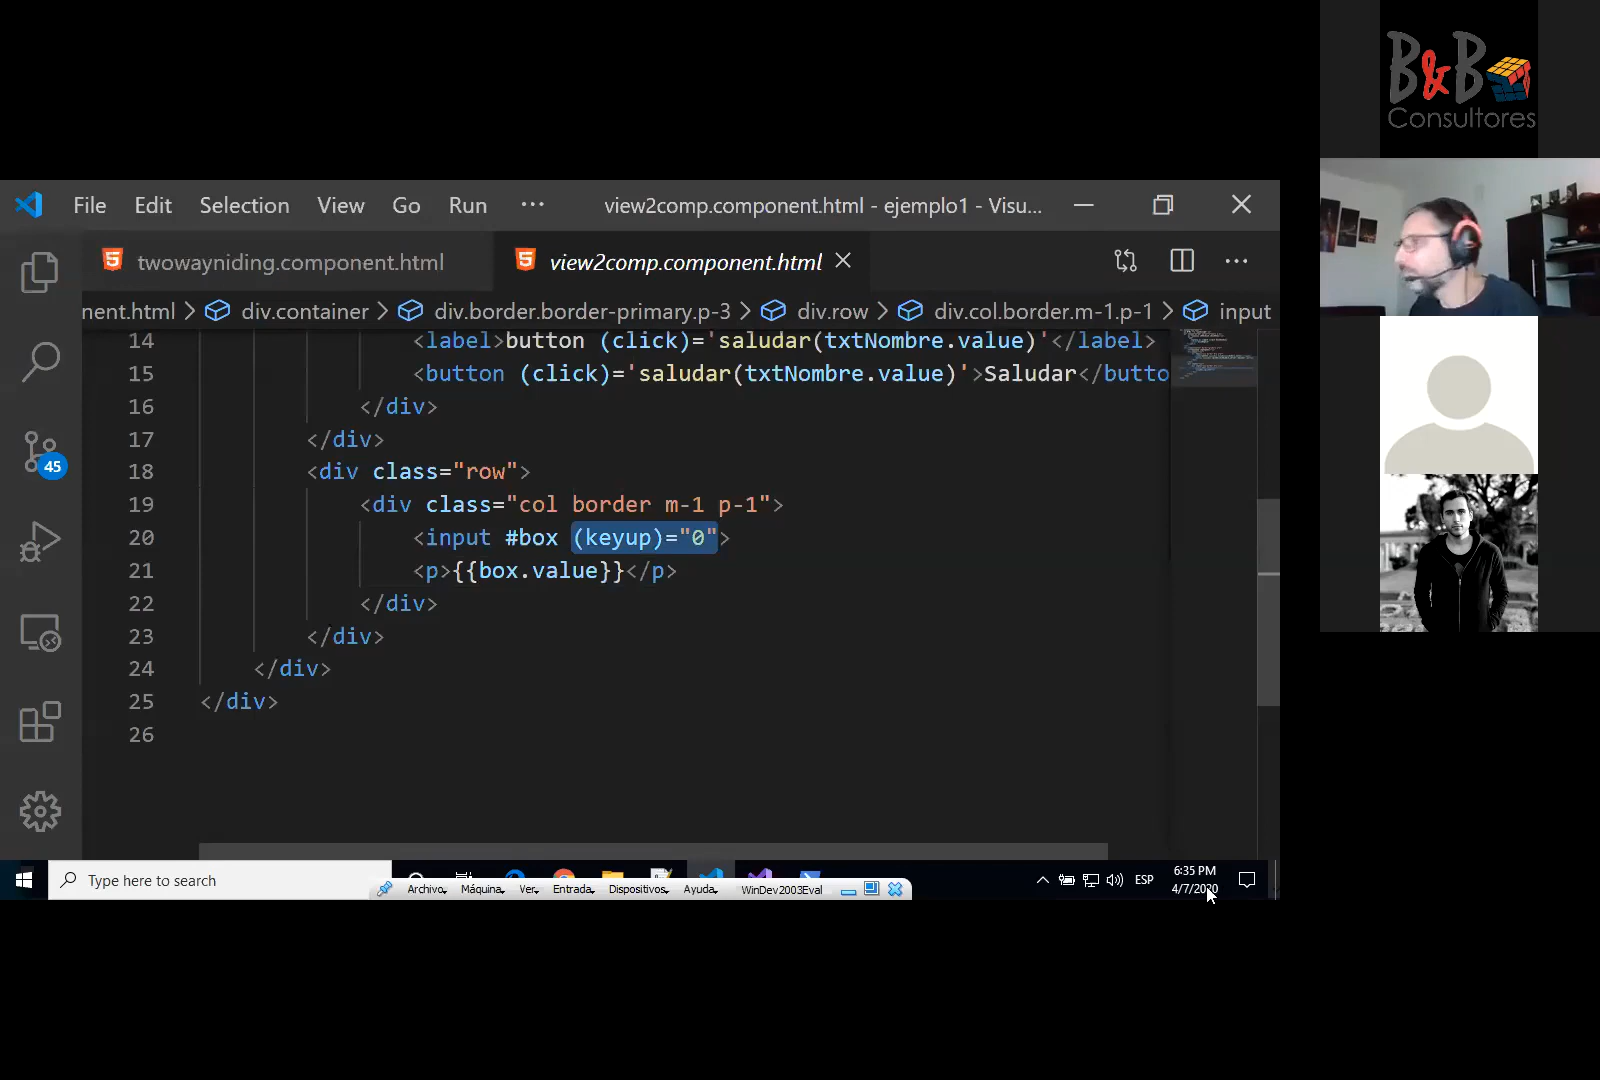 B&B
Consultores
File Edit Selection View Go Run ··· view2comp.component.html - ejemplo1 - Visu...
twowayniding.component.html view2comp.component.html
nent.html > div.container > div.border.border-primary.p-3 > div.row > div.col.border.m-1.p-1 > input
14 <label>button (click)='saludar(txtNombre.value)'</label>
15 <button (click)='saludar(txtNombre.value)'>Saludar</butto
16 </div>
17 </div>
18 <div class="row">
19 <div class="col border m-1 p-1">
20 <input #box (keyup)="0">
21 <p>{{box.value}}</p>
22 </div>
23 </div>
24 </div>
25 </div>
26
45
Type here to search
Archivo Máquina Ver Entrada Dispositivos Ayuda WinDev2003Eval
ESP
6:35 PM
4/7/2020